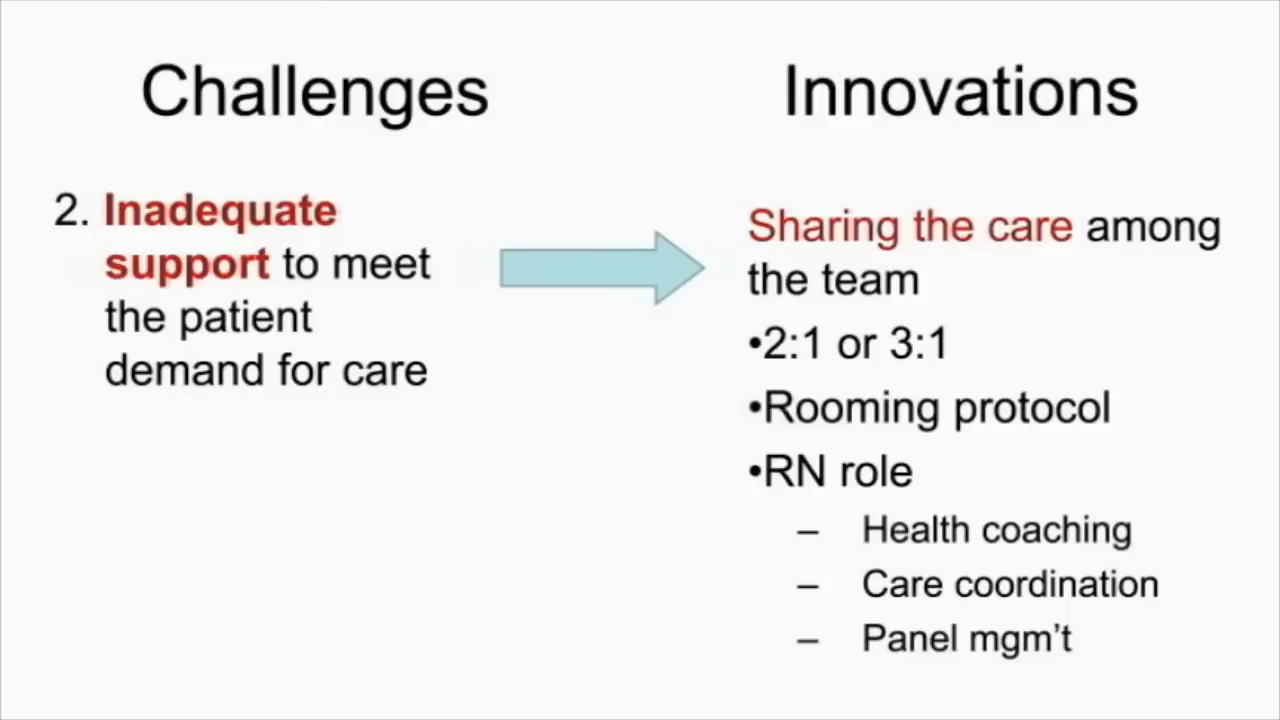 Challenges
Innovations
2. Inadequate
support to meet
the patient
demand for care
Sharing the care among
the team
•2:1 or 3:1
•Rooming protocol
•RN role
– Health coaching
– Care coordination
– Panel mgm’t